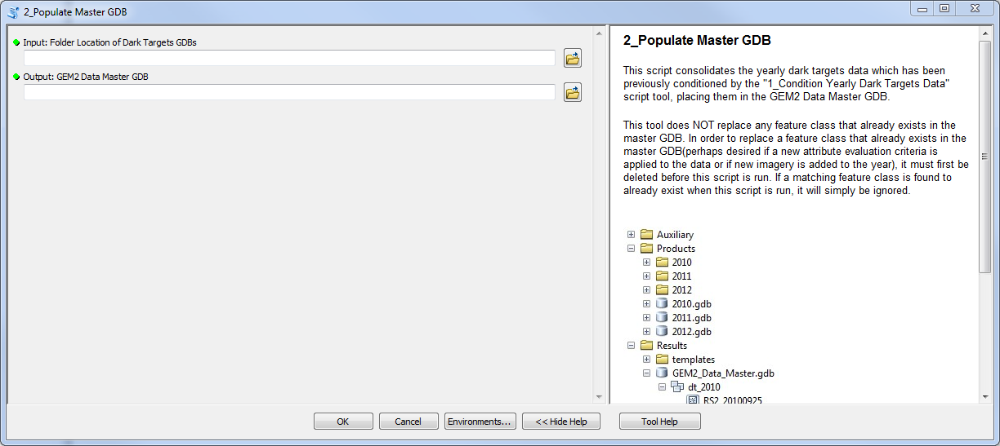 2_Populate Master GDB
Input: Folder Location of Dark Targets GDBs
Output: GEM2 Data Master GDB
2_Populate Master GDB
This script consolidates the yearly dark targets data which has been
previously conditioned by the "1_Condition Yearly Dark Targets Data"
script tool, placing them in the GEM2 Data Master GDB.
This tool does NOT replace any feature class that already exists in the
master GDB. In order to replace a feature class that already exists in the
master GDB(perhaps desired if a new attribute evaluation criteria is
applied to the data or if new imagery is added to the year), it must first be
deleted before this script is run. If a matching feature class is found to
already exist when this script is run, it will simply be ignored.
Auxiliary
Products
2010
2011
2012
2010.gdb
2011.gdb
2012.gdb
Results
templates
GEM2_Data_Master.gdb
dt_2010
RS2_20100925
OK
Cancel
Environments...
<< Hide Help
Tool Help